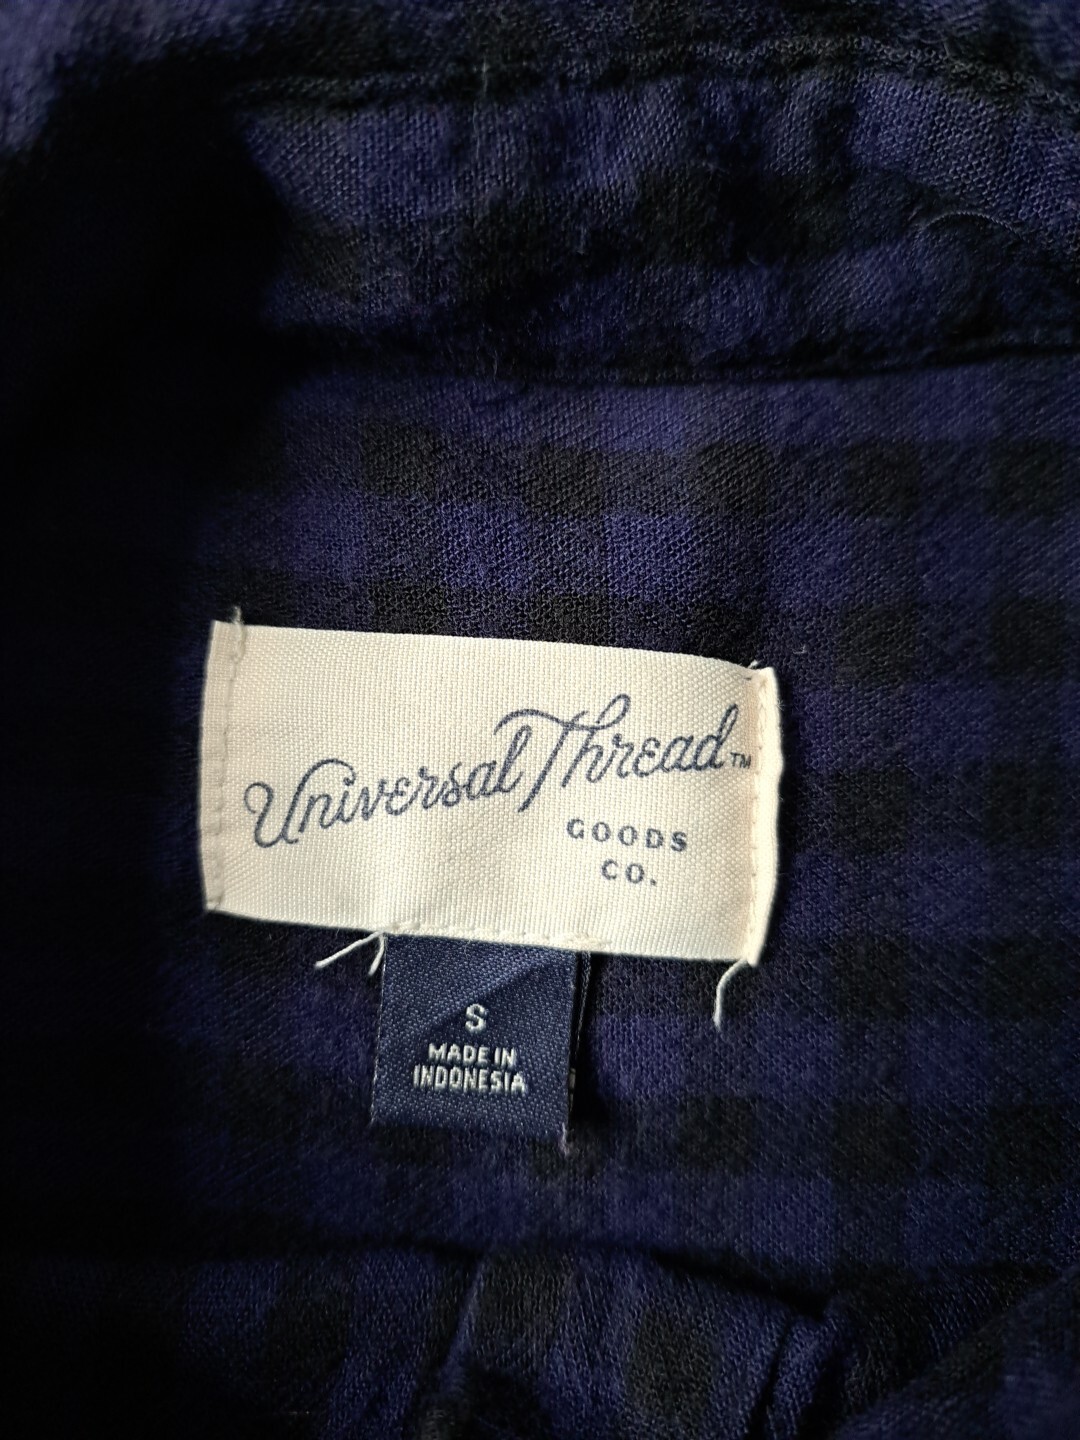 Universal Thread™
GOODS
CO.
S
MADE IN
INDONESIA